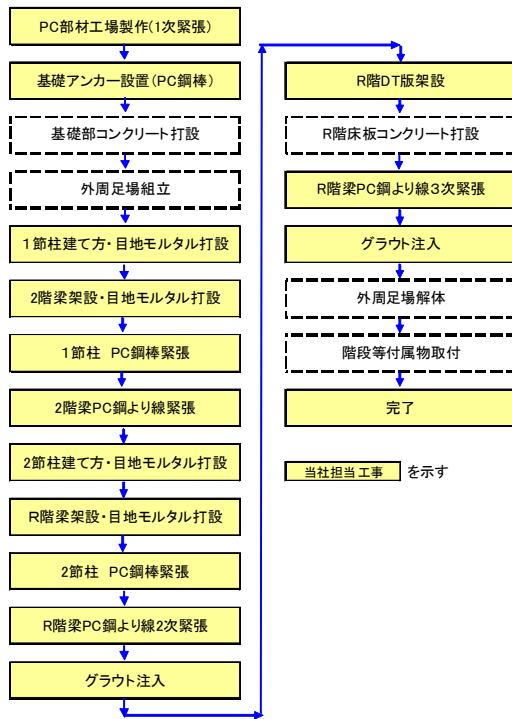 PC部材工場製作(1次緊張)
基礎アンカー設置(PC鋼棒)
基礎部コンクリート打設
外周足場組立
1節柱建て方・目地モルタル打設
2階梁架設・目地モルタル打設
1節柱 PC鋼棒緊張
2階梁PC鋼より線緊張
2節柱建て方・目地モルタル打設
R階梁架設・目地モルタル打設
2節柱 PC鋼棒緊張
R階梁PC鋼より線2次緊張
グラウト注入
R階DT版架設
R階床板コンクリート打設
R階梁PC鋼より線3次緊張
グラウト注入
外周足場解体
階段等付属物取付
完了
当社担当工事 を示す